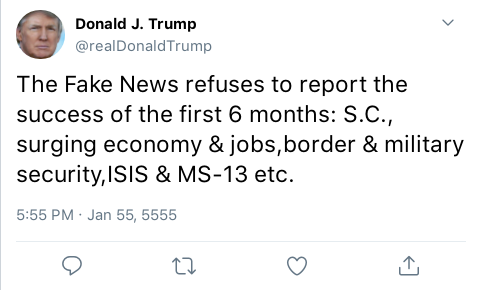 Donald J. Trump
@realDonaldTrump
The Fake News refuses to report the
success of the first 6 months: S.C.,
surging economy & jobs,border & military
security,ISIS & MS-13 etc.
5:55 PM · Jan 55, 5555